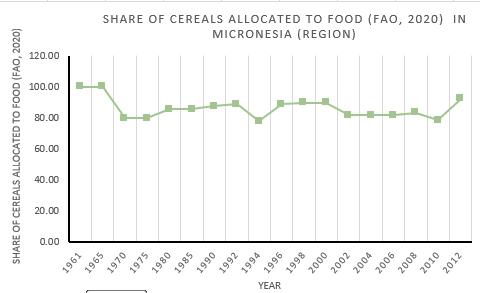 SHARE OF CEREALS ALLOCATED TO FOOD (FAO, 2020)  IN
MICRONESIA (REGION)
SHARE OF CEREALS ALLOCATED TO FOOD (FAO, 2020)
120.00
100.00
80.00
60.00
40.00
20.00
0.00
1961 1965 1970 1975 1980 1985 1990 1992 1994 1996 1998 2000 2002 2004 2006 2008 2010 2012
YEAR